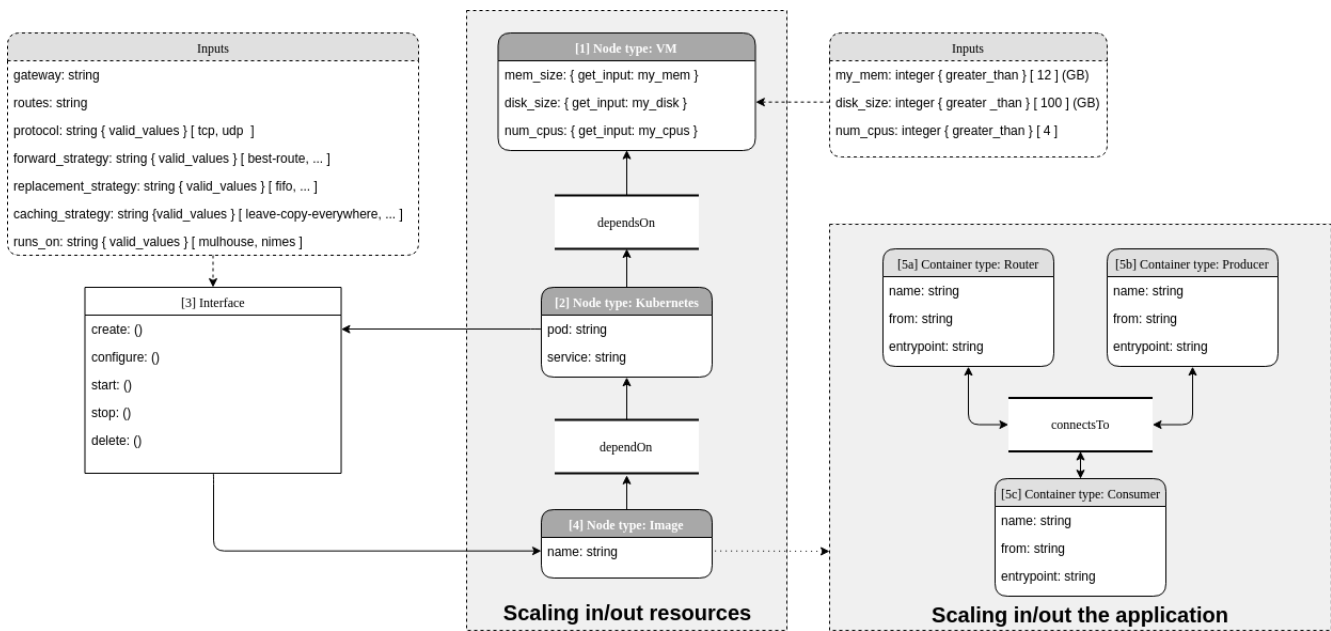 Inputs
gateway: string
routes: string
protocol: string { valid_values } [ tcp, udp  ]
forward_strategy: string { valid_values } [ best-route, ... ]
replacement_strategy: string { valid_values } [ fifo, ... ]
caching_strategy: string {valid_values } [ leave-copy-everywhere, ... ]
runs_on: string { valid_values } [ mulhouse, nimes ]
[3] Interface
create: ()
configure: ()
start: ()
stop: ()
delete: ()
[1] Node type: VM
mem_size: { get_input: my_mem }
disk_size: { get_input: my_disk }
num_cpus: { get_input: my_cpus }
dependsOn
[2] Node type: Kubernetes
pod: string
service: string
dependOn
[4] Node type: Image
name: string
Scaling in/out resources
Inputs
my_mem: integer { greater_than } [ 12 ] (GB)
disk_size: integer { greater _than } [ 100 ] (GB)
num_cpus: integer { greater_than } [ 4 ]
[5a] Container type: Router
name: string
from: string
entrypoint: string
[5b] Container type: Producer
name: string
from: string
entrypoint: string
connectsTo
[5c] Container type: Consumer
name: string
from: string
entrypoint: string
Scaling in/out the application